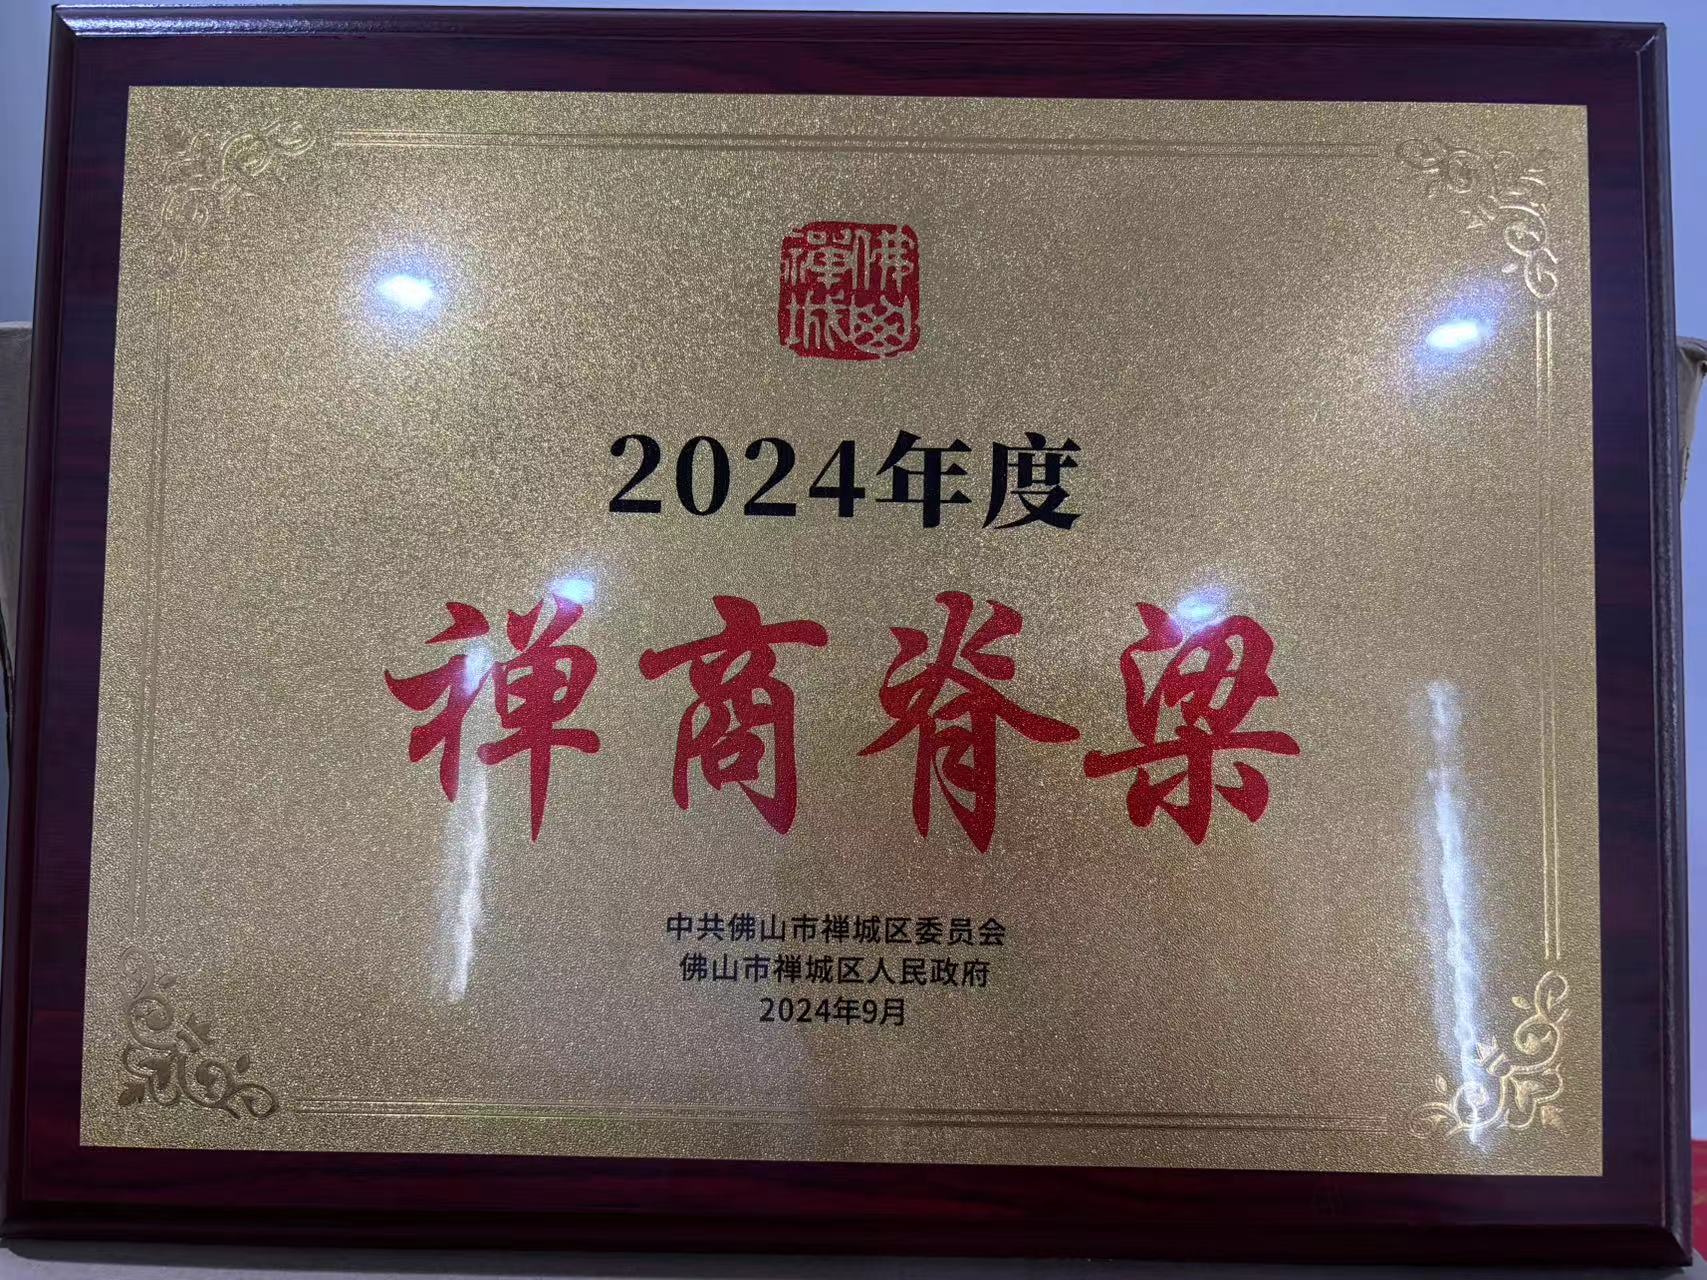 佛山禅城
2024年度
禅商脊梁
中共佛山市禅城区委员会
佛山市禅城区人民政府
2024年9月